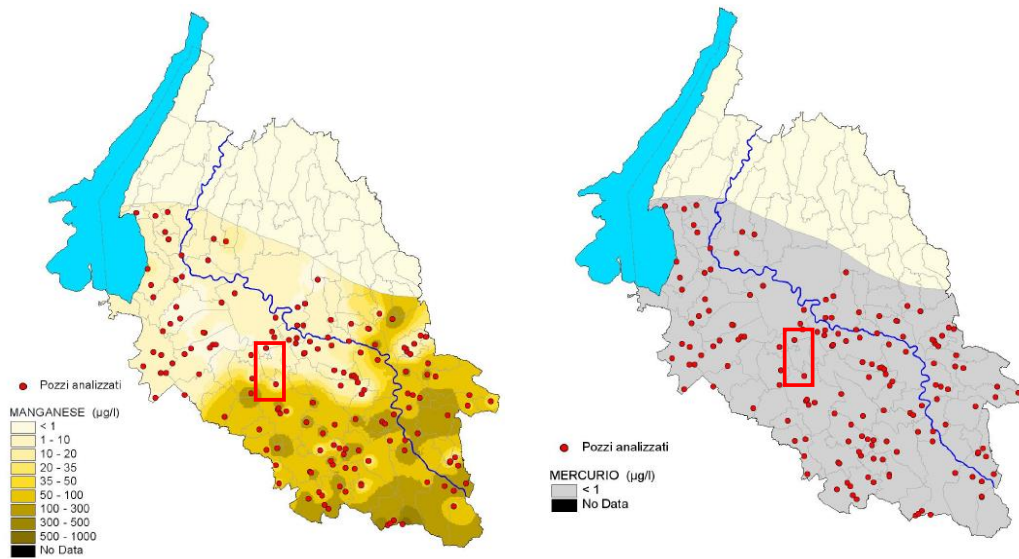 Pozzi analizzati
MANGANESE (µg/l)
< 1
1 - 10
10 - 20
20 - 35
35 - 50
50 - 100
100 - 300
300 - 500
500 - 1000
No Data
Pozzi analizzati
MERCURIO (µg/l)
< 1
No Data